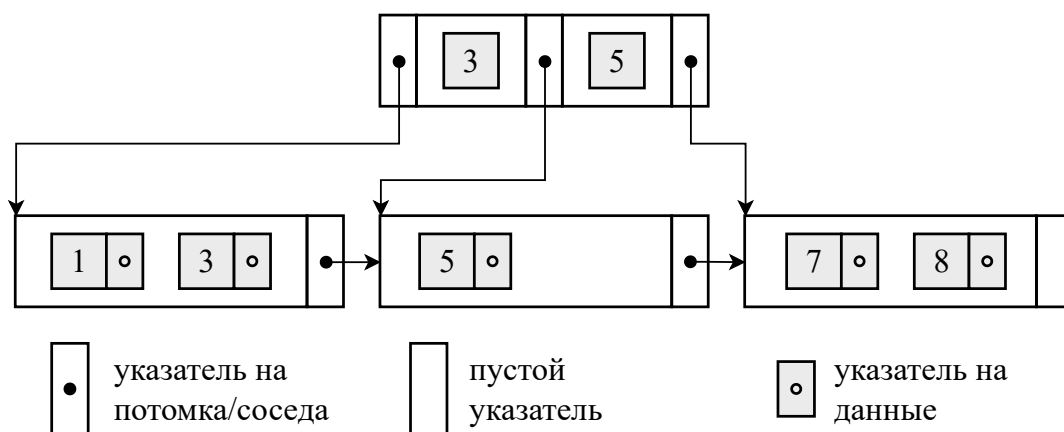 3 5
1 3 5 7 8
указатель на
потомка/соседа
пустой
указатель
указатель на
данные